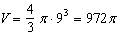 V = 4/3 π · 9³ = 972π